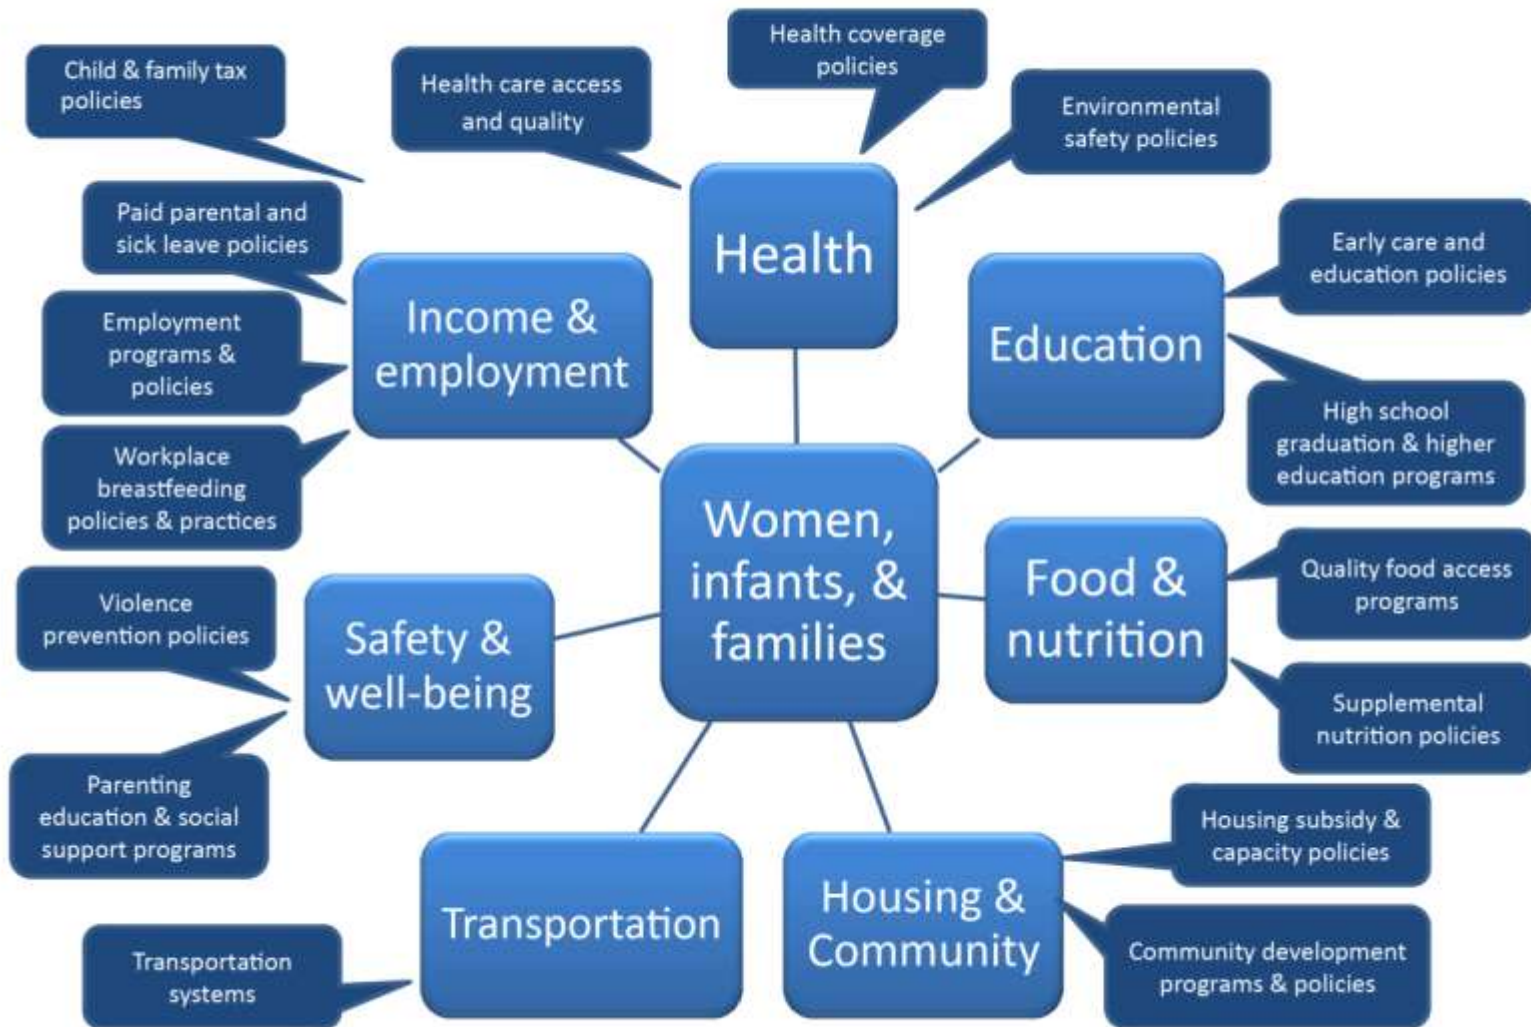 Child & family tax
policies
Health care access
and quality
Health coverage
policies
Environmental
safety policies
Paid parental and
sick leave policies
Employment
programs &
policies
Workplace
breastfeeding
policies & practices
Income &
employment
Health
Education
Early care and
education policies
High school
graduation & higher
education programs
Women,
infants, &
families
Food &
nutrition
Quality food access
programs
Supplemental
nutrition policies
Violence
prevention policies
Safety &
well-being
Parenting
education & social
support programs
Transportation
Transportation
systems
Housing &
Community
Housing subsidy &
capacity policies
Community development
programs & policies